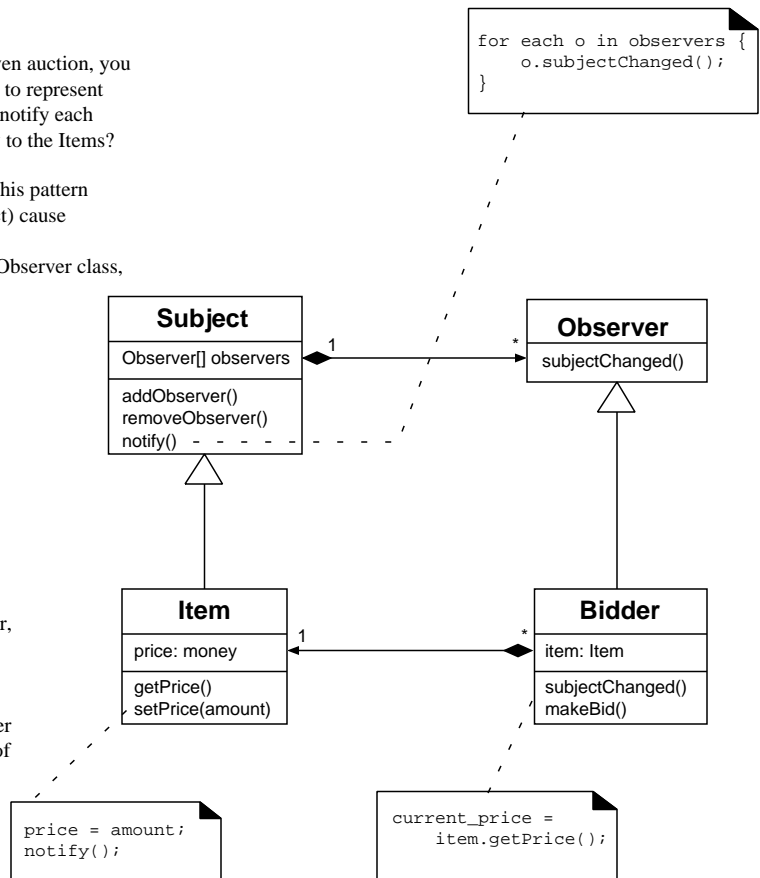 for each o in observers {
o.subjectChanged();
}
ven auction, you
to represent
notify each
to the Items?
his pattern
t) cause
Observer class,
Subject
Observer[] observers
addObserver()
removeObserver()
notify()
1
*
Observer
subjectChanged()
r,
er
of
Item
price: money
getPrice()
setPrice(amount)
1
*
Bidder
item: Item
subjectChanged()
makeBid()
price = amount;
notify();
current_price =
item.getPrice();